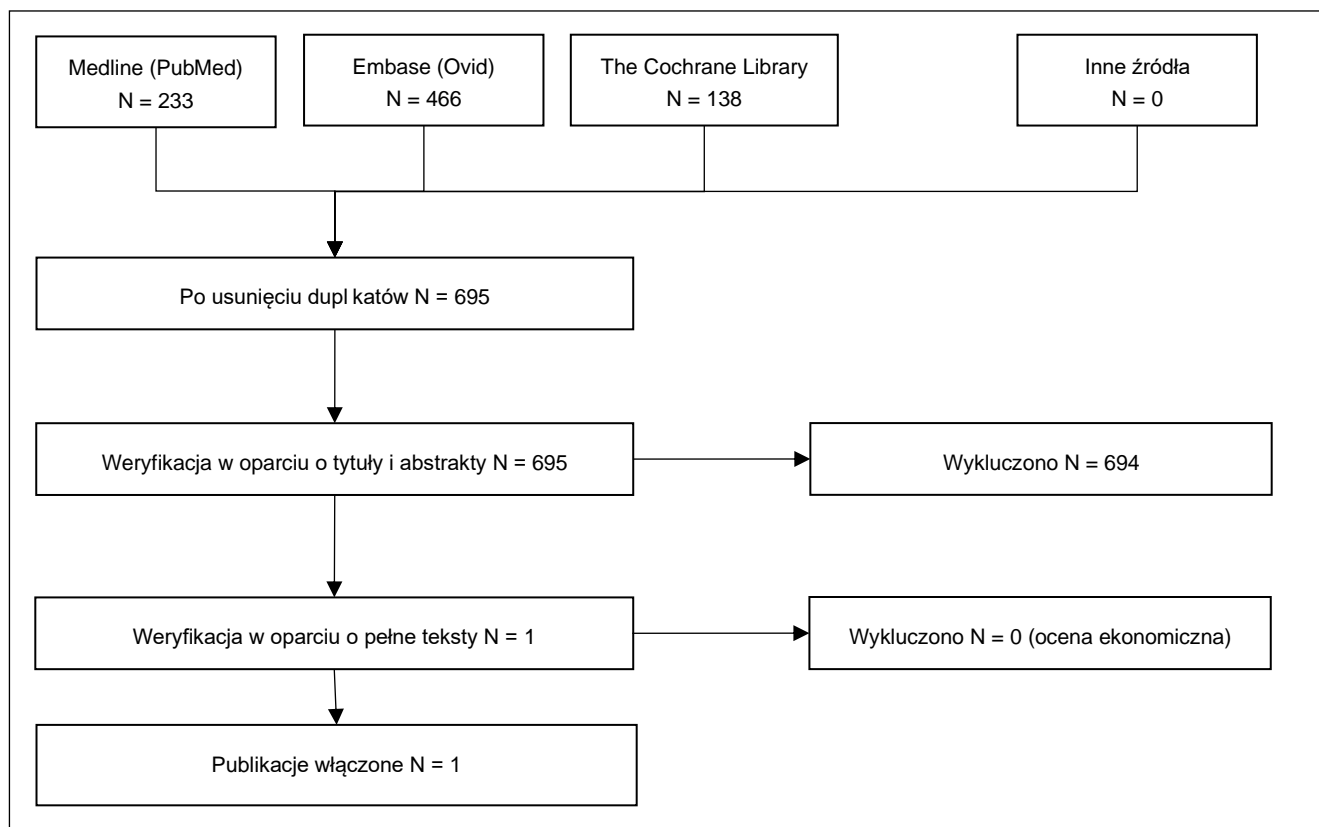 Medline (PubMed)
N = 233
Embase (Ovid)
N = 466
The Cochrane Library
N = 138
Inne źródła
N = 0
Po usunięciu dupl katów N = 695
Weryfikacja w oparciu o tytuły i abstrakty N = 695
Wykluczono N = 694
Weryfikacja w oparciu o pełne teksty N = 1
Wykluczono N = 0 (ocena ekonomiczna)
Publikacje włączone N = 1